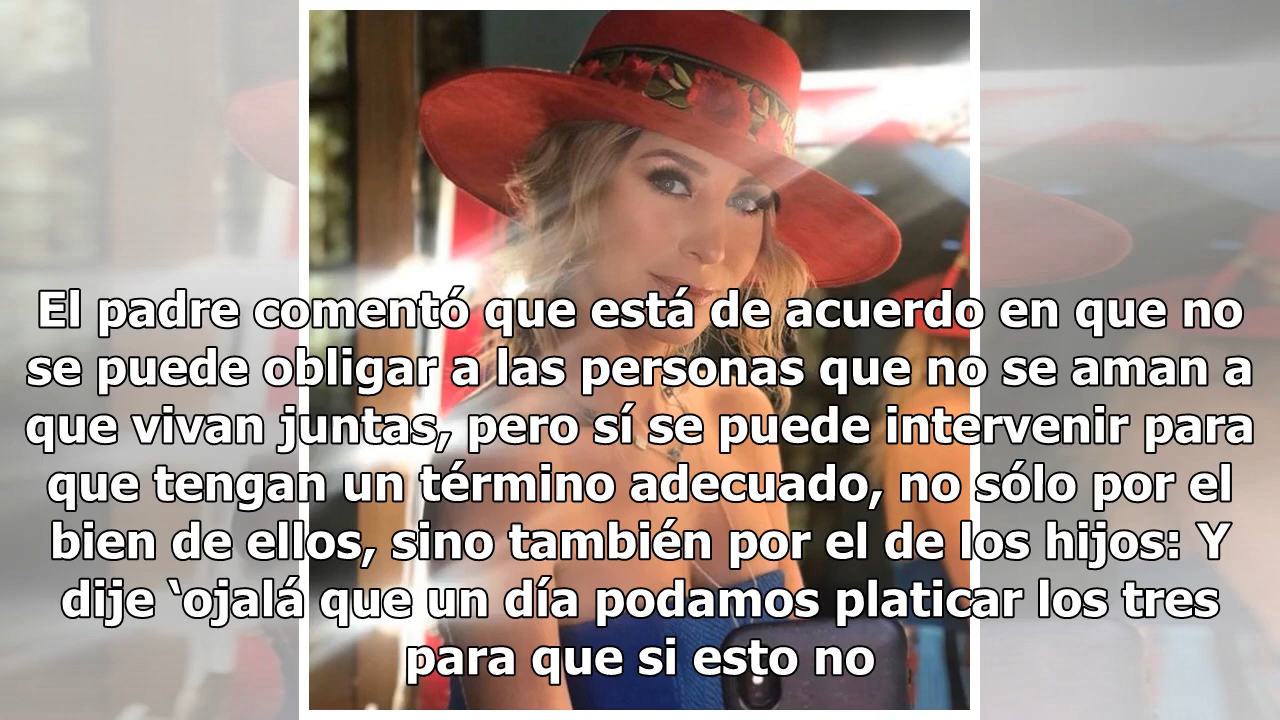 El padre comentó que está de acuerdo en que no
se puede obligar a las personas que no se aman a
que vivan juntas, pero sí se puede intervenir para
que tengan un término adecuado, no sólo por el
bien de ellos, sino también por el de los hijos: Y
dije ‘ojalá que un día podamos platicar los tres
para que si esto no